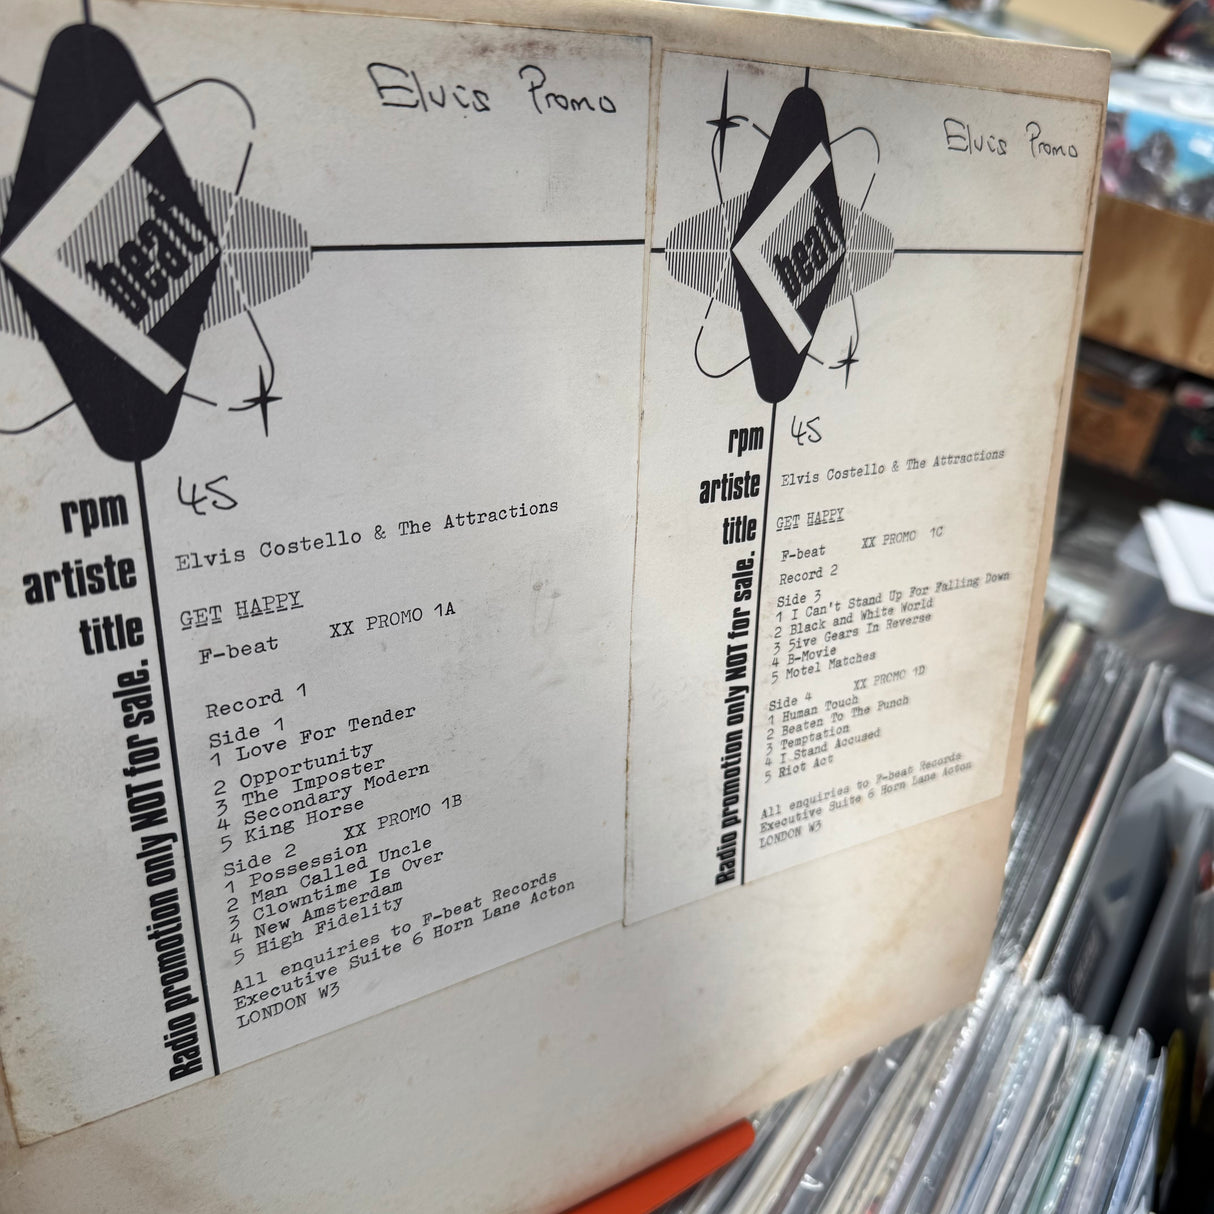 Elvis Promo
beat
45
rpm
artiste
Elvis Costello & The Attractions
title
GET HAPPY
F-beat XX PROMO 1A
Radio promotion only NOT for sale.
Record 1
Side 1
1 Love For Tender
2 Opportunity
3 The Imposter
4 Secondary Modern
5 King Horse
XX PROMO 1B
Side 2
1 Possession
2 Man Called Uncle
3 Clowntime Is Over
4 New Amsterdam
5 High Fidelity
All enquiries to F-beat Records
Executive Suite 6 Horn Lane Acton
LONDON W3
Elvis Promo
beat
rpm 45
artiste Elvis Costello & The Attractions
title GET HAPPY
F-beat XX PROMO 1C
Radio promotion only NOT for sale.
Record 2
Side 3
1 I Can't Stand Up For Falling Down
2 Black and White World
3 5ive Gears In Reverse
4 B-Movie
5 Motel Matches
Side 4 XX PROMO 1D
1 Human Touch
2 Beaten To The Punch
3 Temptation
4 I Stand Accused
5 Riot Act
All enquiries to F-beat Records
Executive Suite 6 Horn Lane Acton
LONDON W3